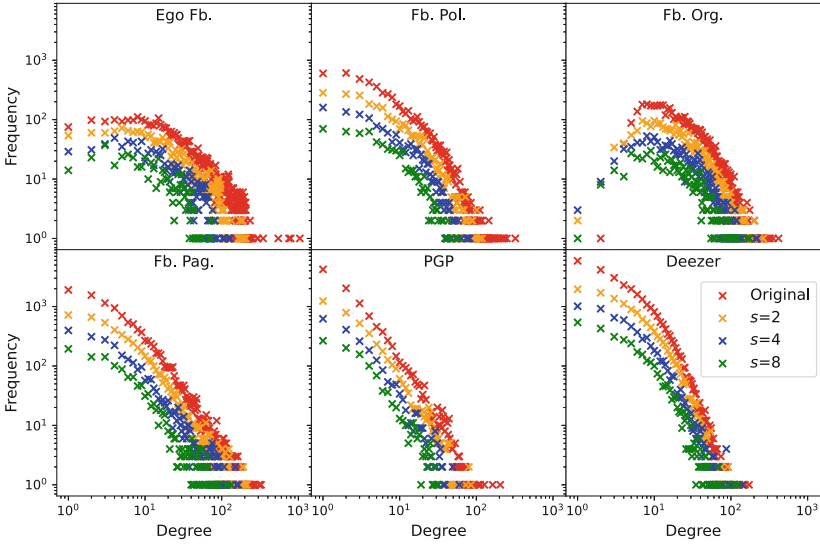 Ego Fb.
Fb. Pol.
Fb. Org.
Frequency
10³
10²
10¹
10⁰
Fb. Pag.
PGP
Deezer
Frequency
10³
10²
10¹
10⁰
Original
s=2
s=4
s=8
10⁰ 10¹ 10² 10³
10⁰ 10¹ 10² 10³
10⁰ 10¹ 10² 10³
Degree
Degree
Degree